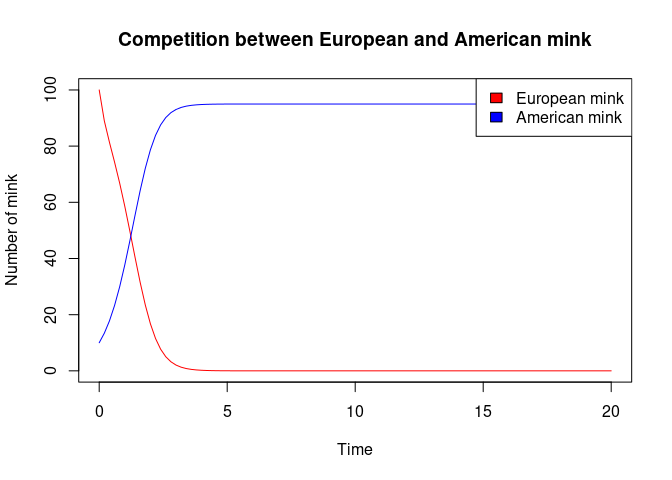 Competition between European and American mink
European mink
American mink
Number of mink
100
80
60
40
20
0
0 5 10 15 20
Time